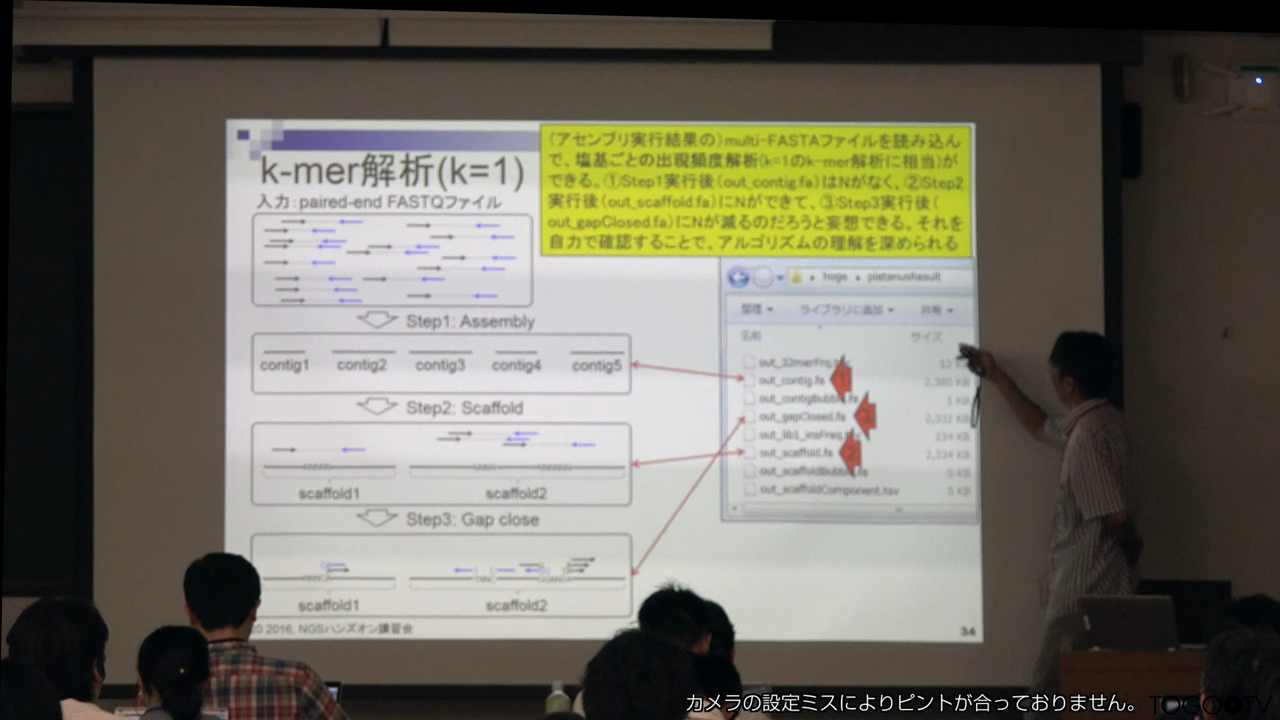 k-mer解析(k=1)
入力：paired-end FASTQファイル
(アセンブリ実行結果の)multi-FASTAファイルを読み込ん
で、塩基ごとの出現頻度解析(k=1のk-mer解析に相当)が
できる。①Step1実行後(out_contig.fa)はNがなく、②Step2
実行後(out_scaffold.fa)にNができて、③Step3実行後(
out_gapClosed.fa)にNが減るのだろうと妄想できる。それを
自力で確認することで、アルゴリズムの理解を深められる
Step1: Assembly
contig1 contig2 contig3 contig4 contig5
Step2: Scaffold
scaffold1 scaffold2
Step3: Gap close
scaffold1 scaffold2
hoge platanusResult
整理 ライブラリに追加 共有
名前 サイズ
out_contig.fa 1 2,385 KB
out_contigBubble.fa 1 KB
out_gapClosed.fa 3 2,332 KB
out_lib1_insFreq.tsv 234 KB
out_scaffold.fa 2 2,334 KB
out_scaffoldBubble.fa 0 KB
out_scaffoldComponent.tsv 5 KB
2016, NGSハンズオン講習会
34
カメラの設定ミスによりピントが合っておりません。
TOGOTV